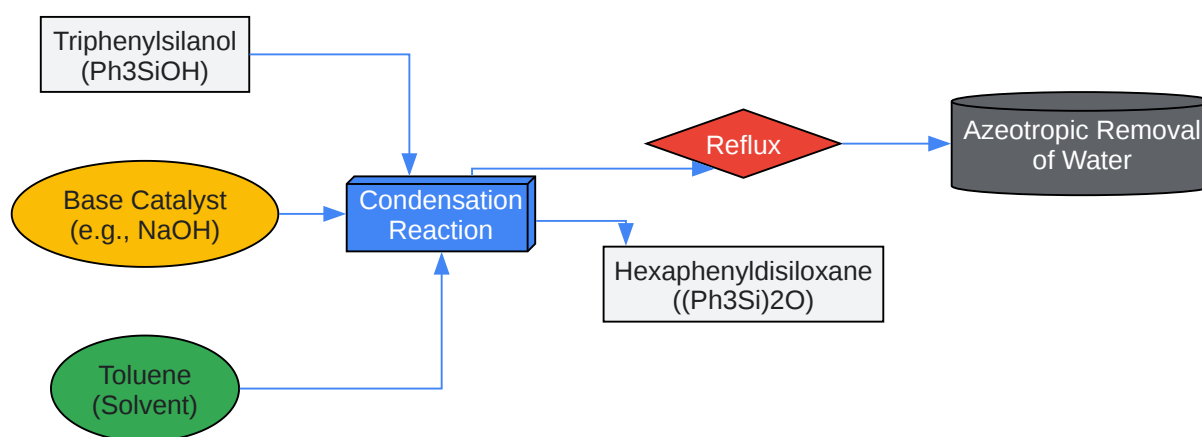 Triphenylsilanol
(Ph3SiOH)
Reflux
Azeotropic Removal
of Water
Base Catalyst
(e.g., NaOH)
Condensation
Reaction
Hexaphenyldisiloxane
((Ph3Si)2O)
Toluene
(Solvent)